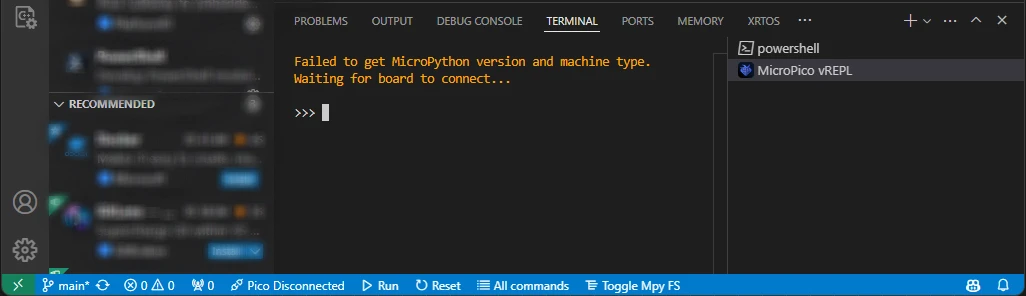 PROBLEMS OUTPUT DEBUG CONSOLE TERMINAL PORTS MEMORY XRTOS
Failed to get MicroPython version and machine type.
Waiting for board to connect...
>>>
powershell
MicroPico vREPL
RECOMMENDED
main* 0 0 0 Pico Disconnected Run Reset All commands Toggle Mpy FS